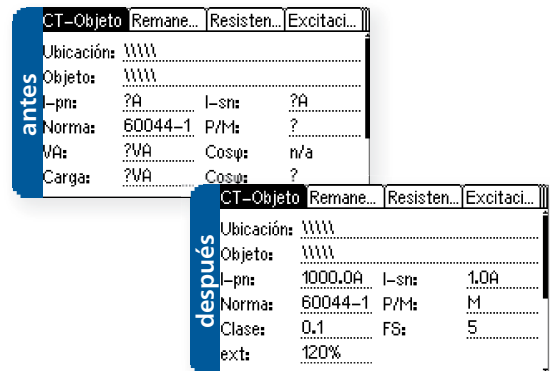 antes
CT-Objeto Remane... Resisten... Excitaci...
Ubicación: \\\\\
Objeto: \\\\\
I-pn: ?A I-sn: ?A
Norma: 60044-1 P/M: ?
VA: ?VA Cosφ: n/a
Carga: ?VA Cosφ: ?
después
CT-Objeto Remane... Resisten... Excitaci...
Ubicación: \\\\\
Objeto: \\\\\
I-pn: 1000.0A I-sn: 1.0A
Norma: 60044-1 P/M: M
Clase: 0.1 FS: 5
ext: 120%